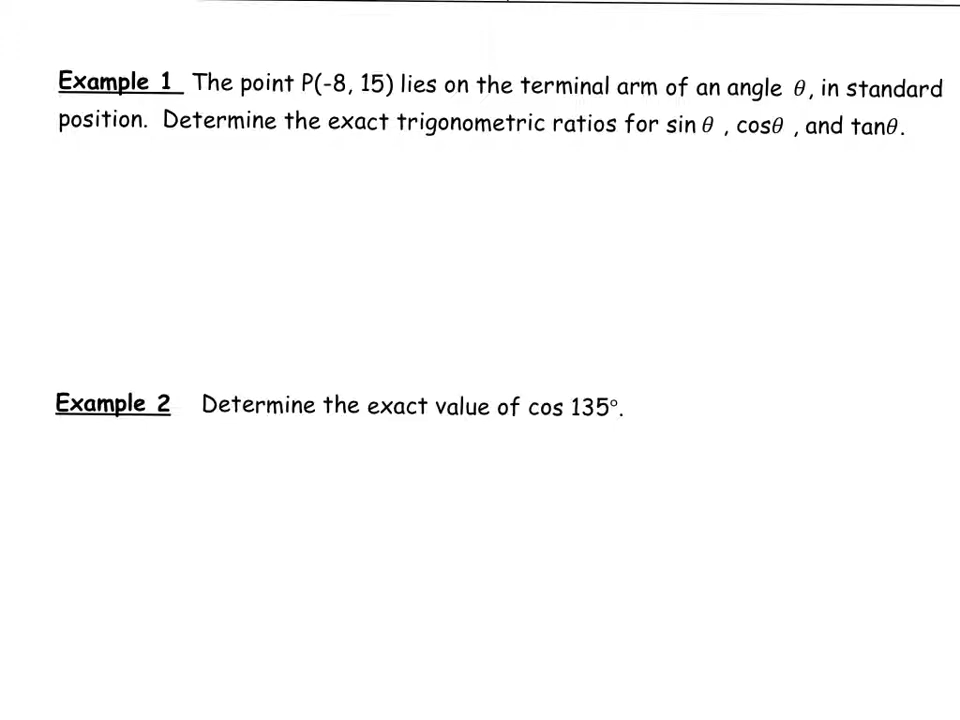 Example 1 The point P(-8, 15) lies on the terminal arm of an angle θ, in standard
position. Determine the exact trigonometric ratios for sin θ , cosθ , and tanθ.
Example 2 Determine the exact value of cos 135°.